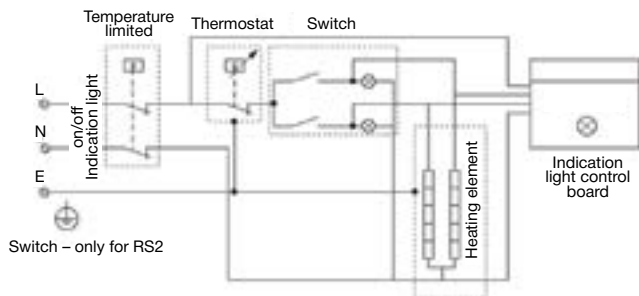 Temperature
limited
Thermostat
Switch
L
N
E
on/off
Indication light
Heating element
Indication
light control
board
Switch – only for RS2